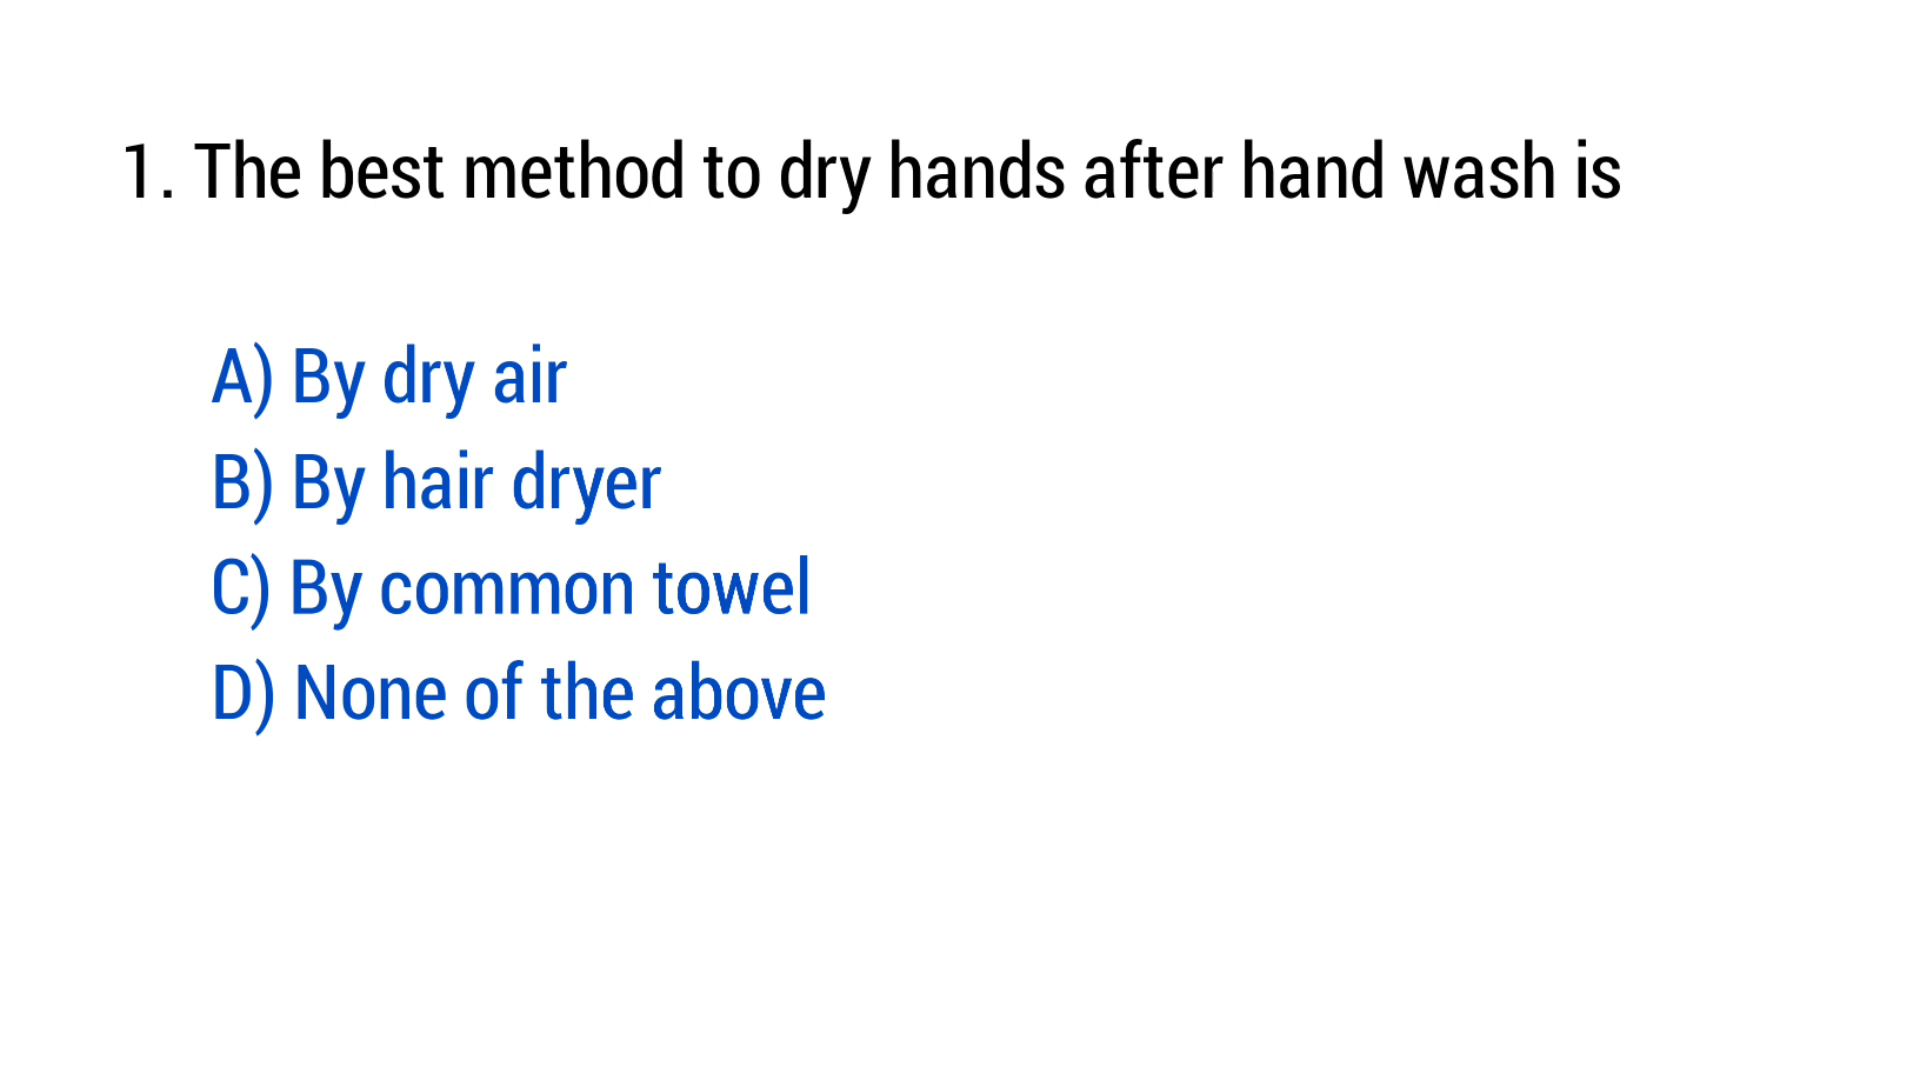 1. The best method to dry hands after hand wash is
A) By dry air
B) By hair dryer
C) By common towel
D) None of the above